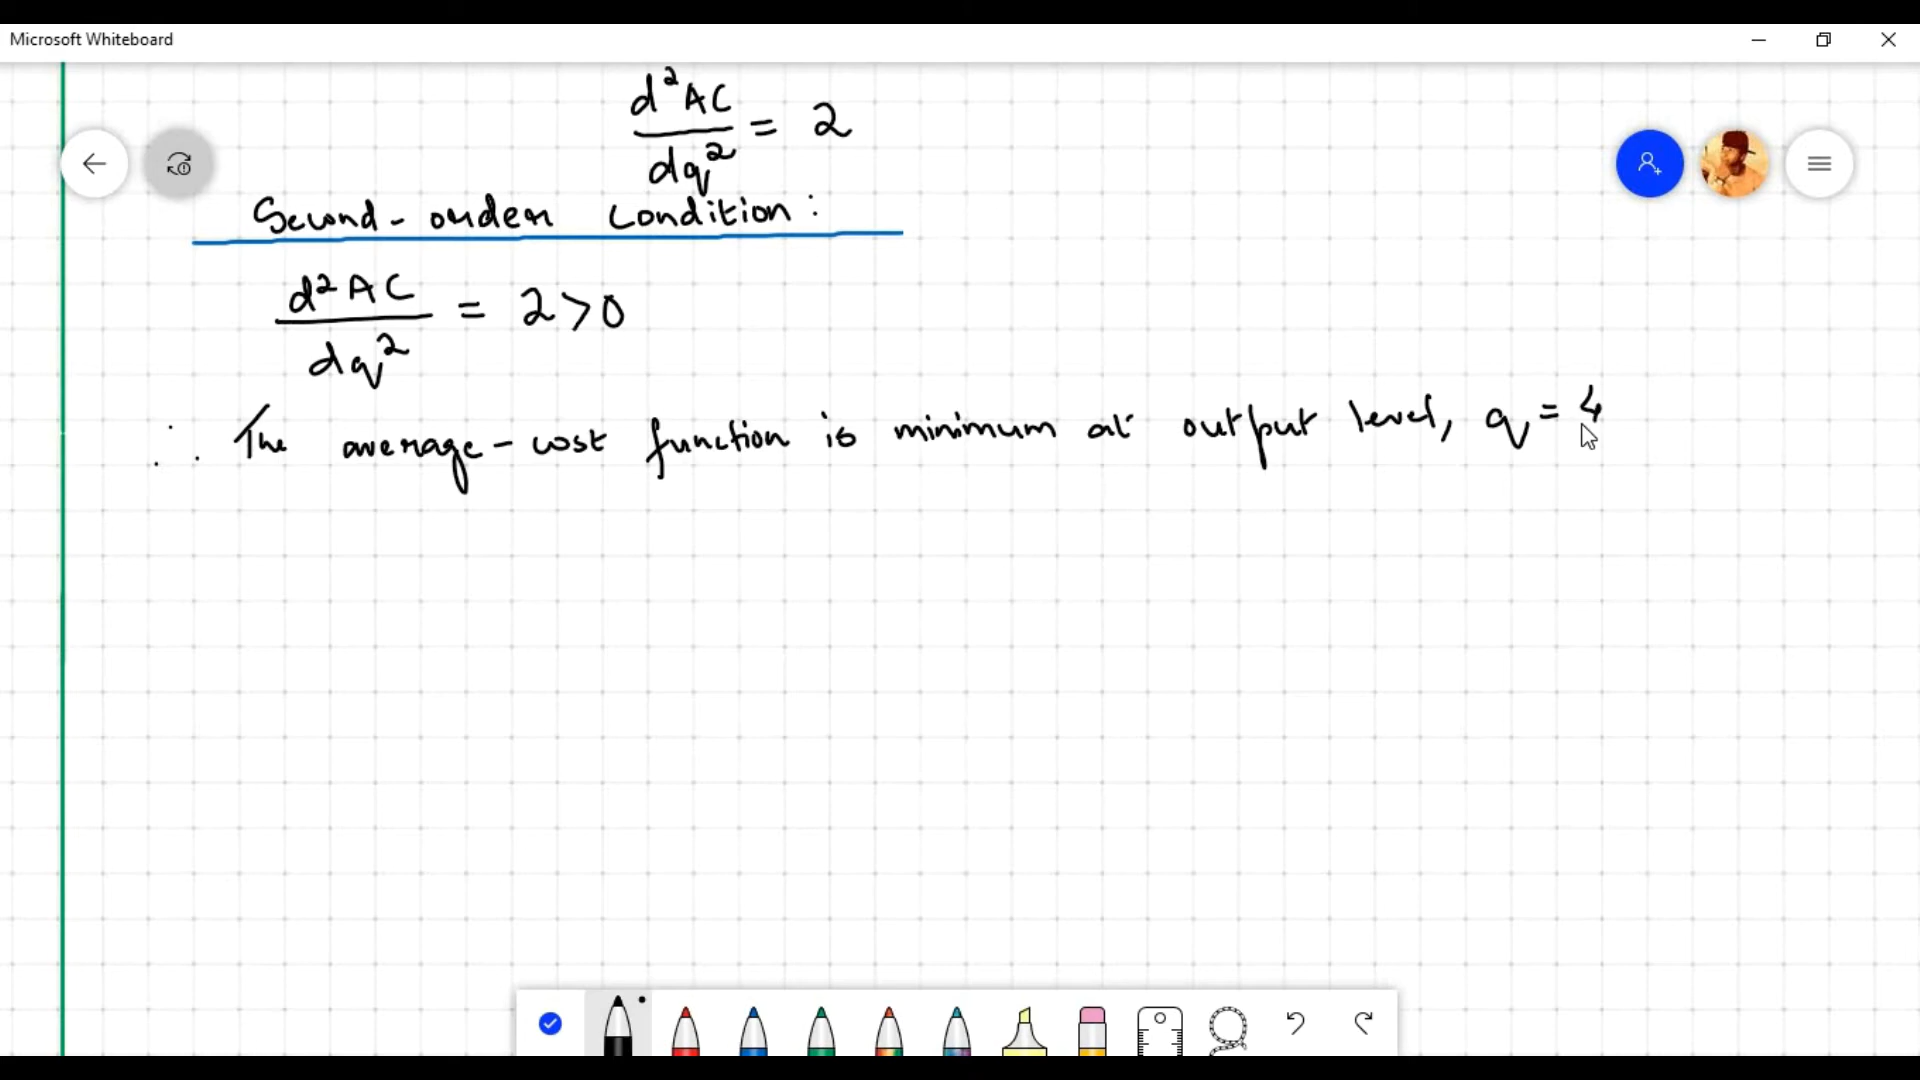 Microsoft Whiteboard
d²AC/dq² = 2
Second-order condition:
d²AC/dq² = 2 > 0
∴ The average-cost function is minimum at output level, q = 4